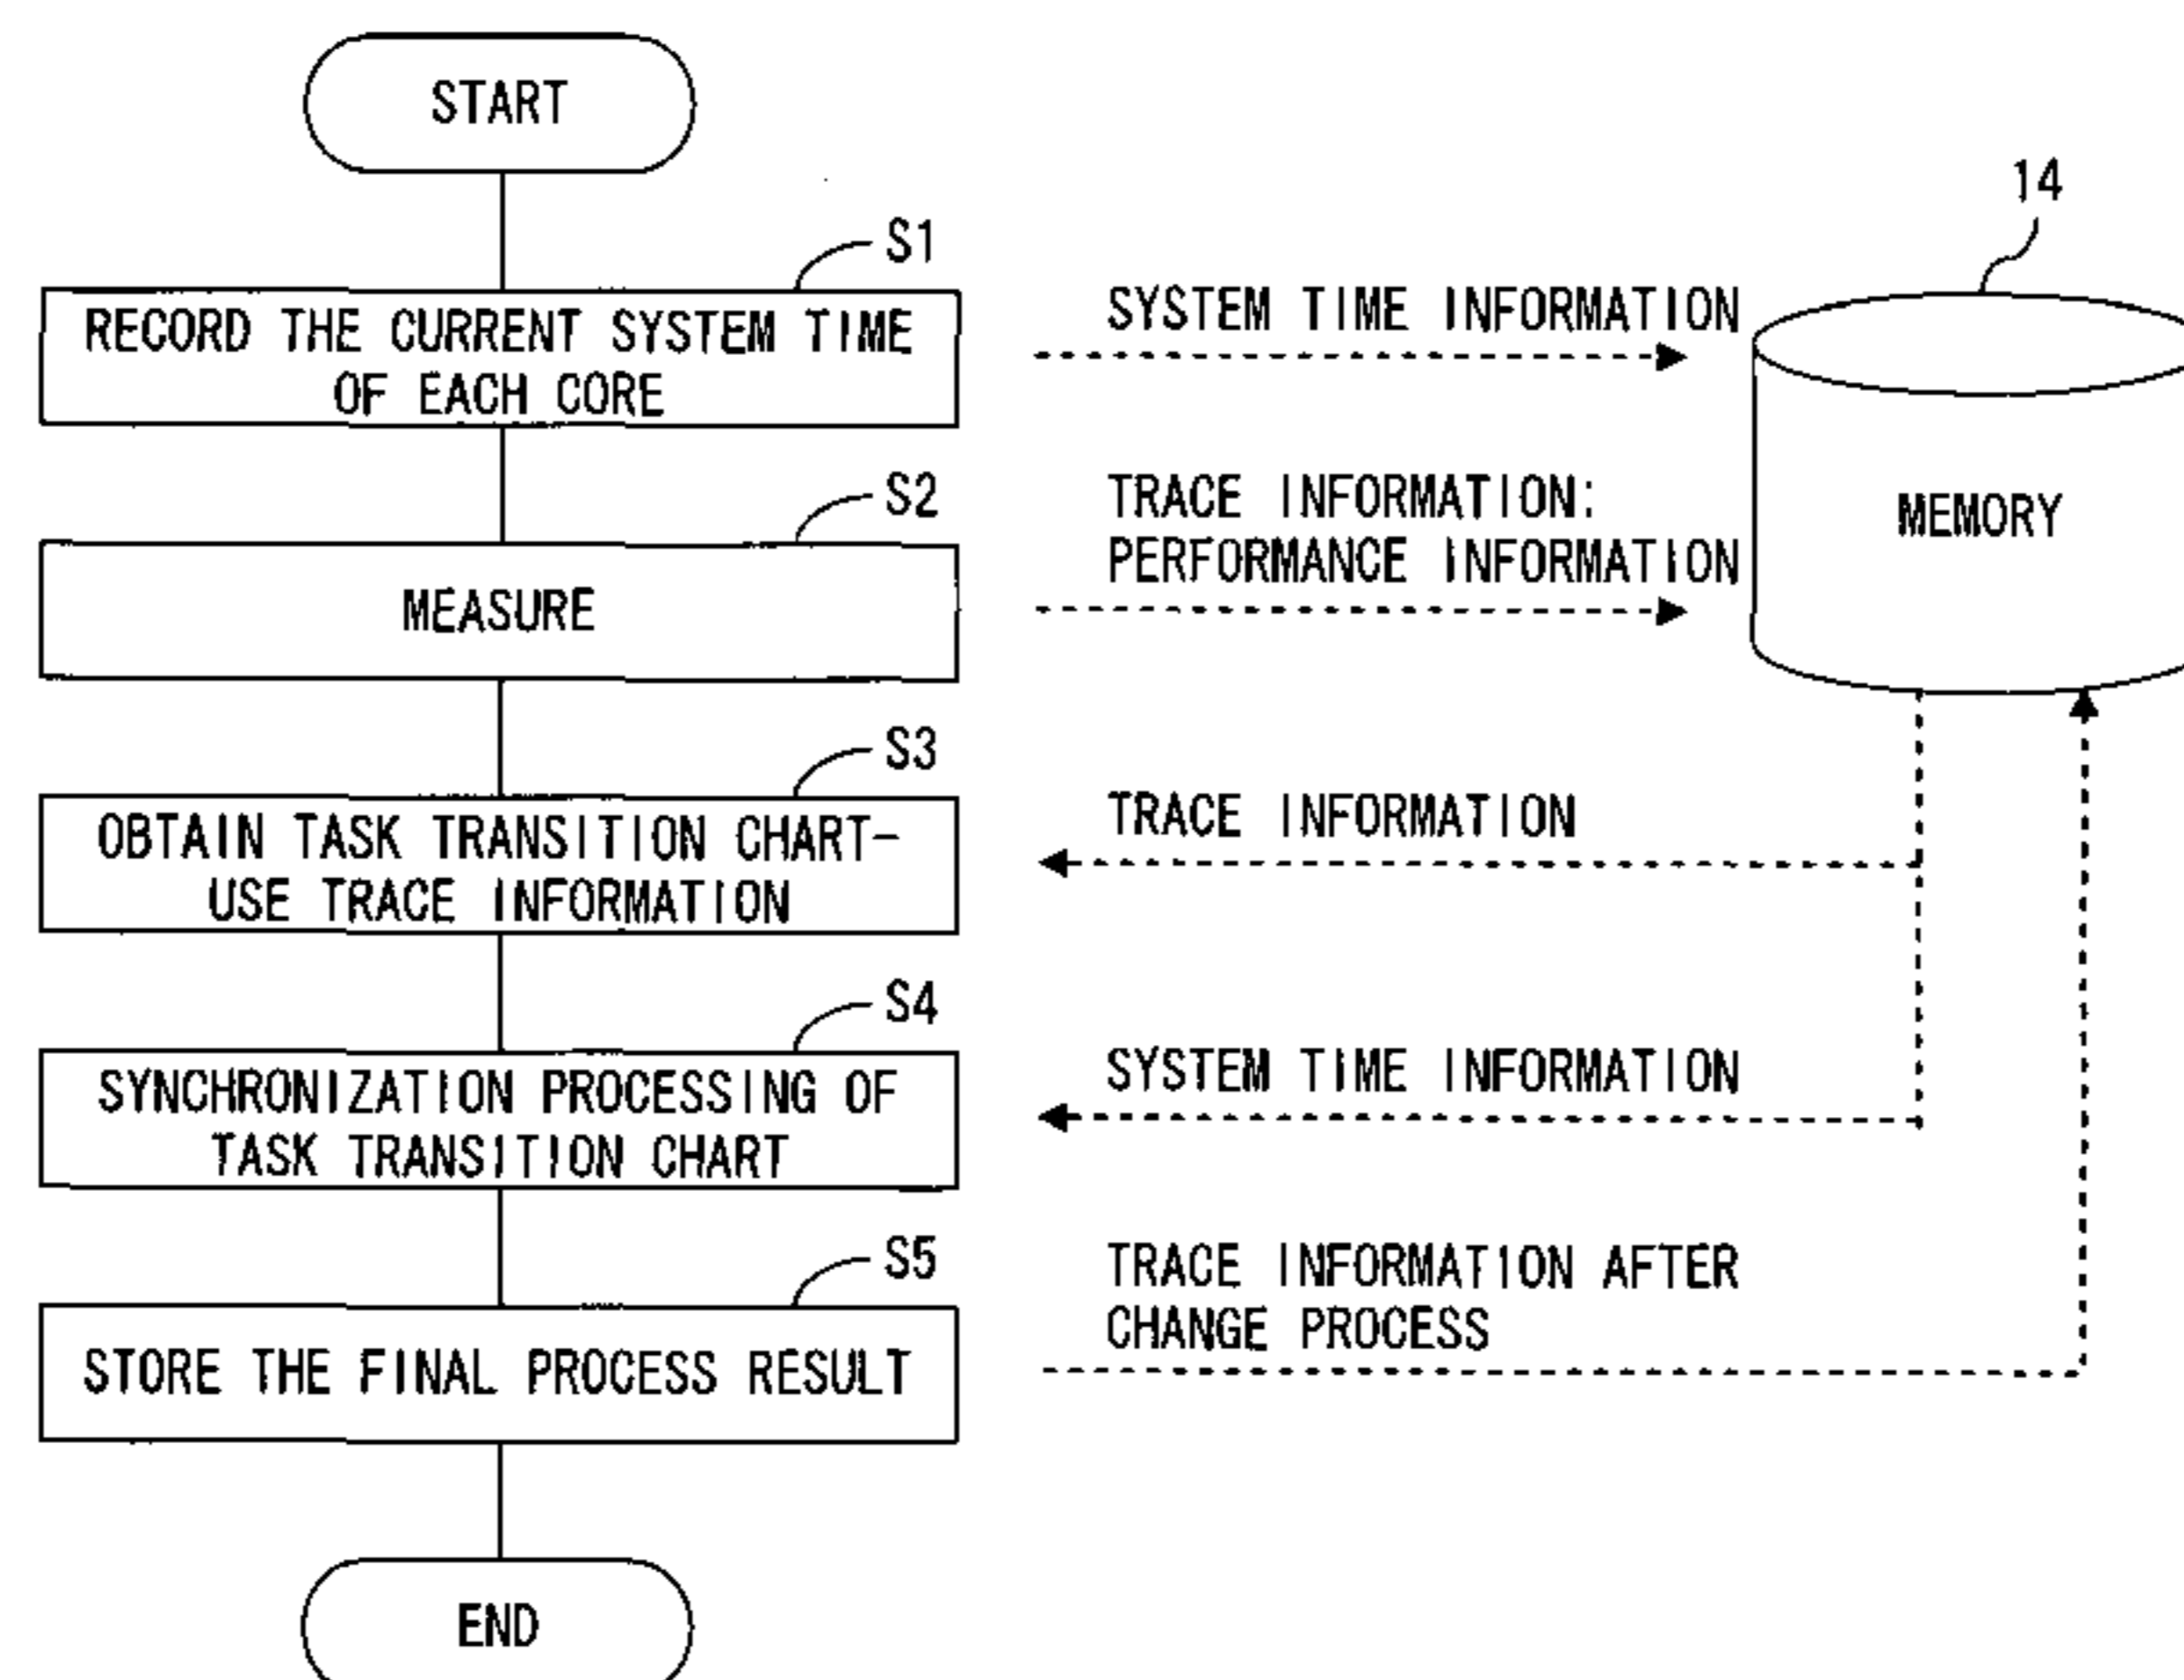 START
14
S1
RECORD THE CURRENT SYSTEM TIME
OF EACH CORE
SYSTEM TIME INFORMATION
S2
MEASURE
TRACE INFORMATION:
PERFORMANCE INFORMATION
MEMORY
S3
OBTAIN TASK TRANSITION CHART-
USE TRACE INFORMATION
TRACE INFORMATION
S4
SYNCHRONIZATION PROCESSING OF
TASK TRANSITION CHART
SYSTEM TIME INFORMATION
S5
STORE THE FINAL PROCESS RESULT
TRACE INFORMATION AFTER
CHANGE PROCESS
END